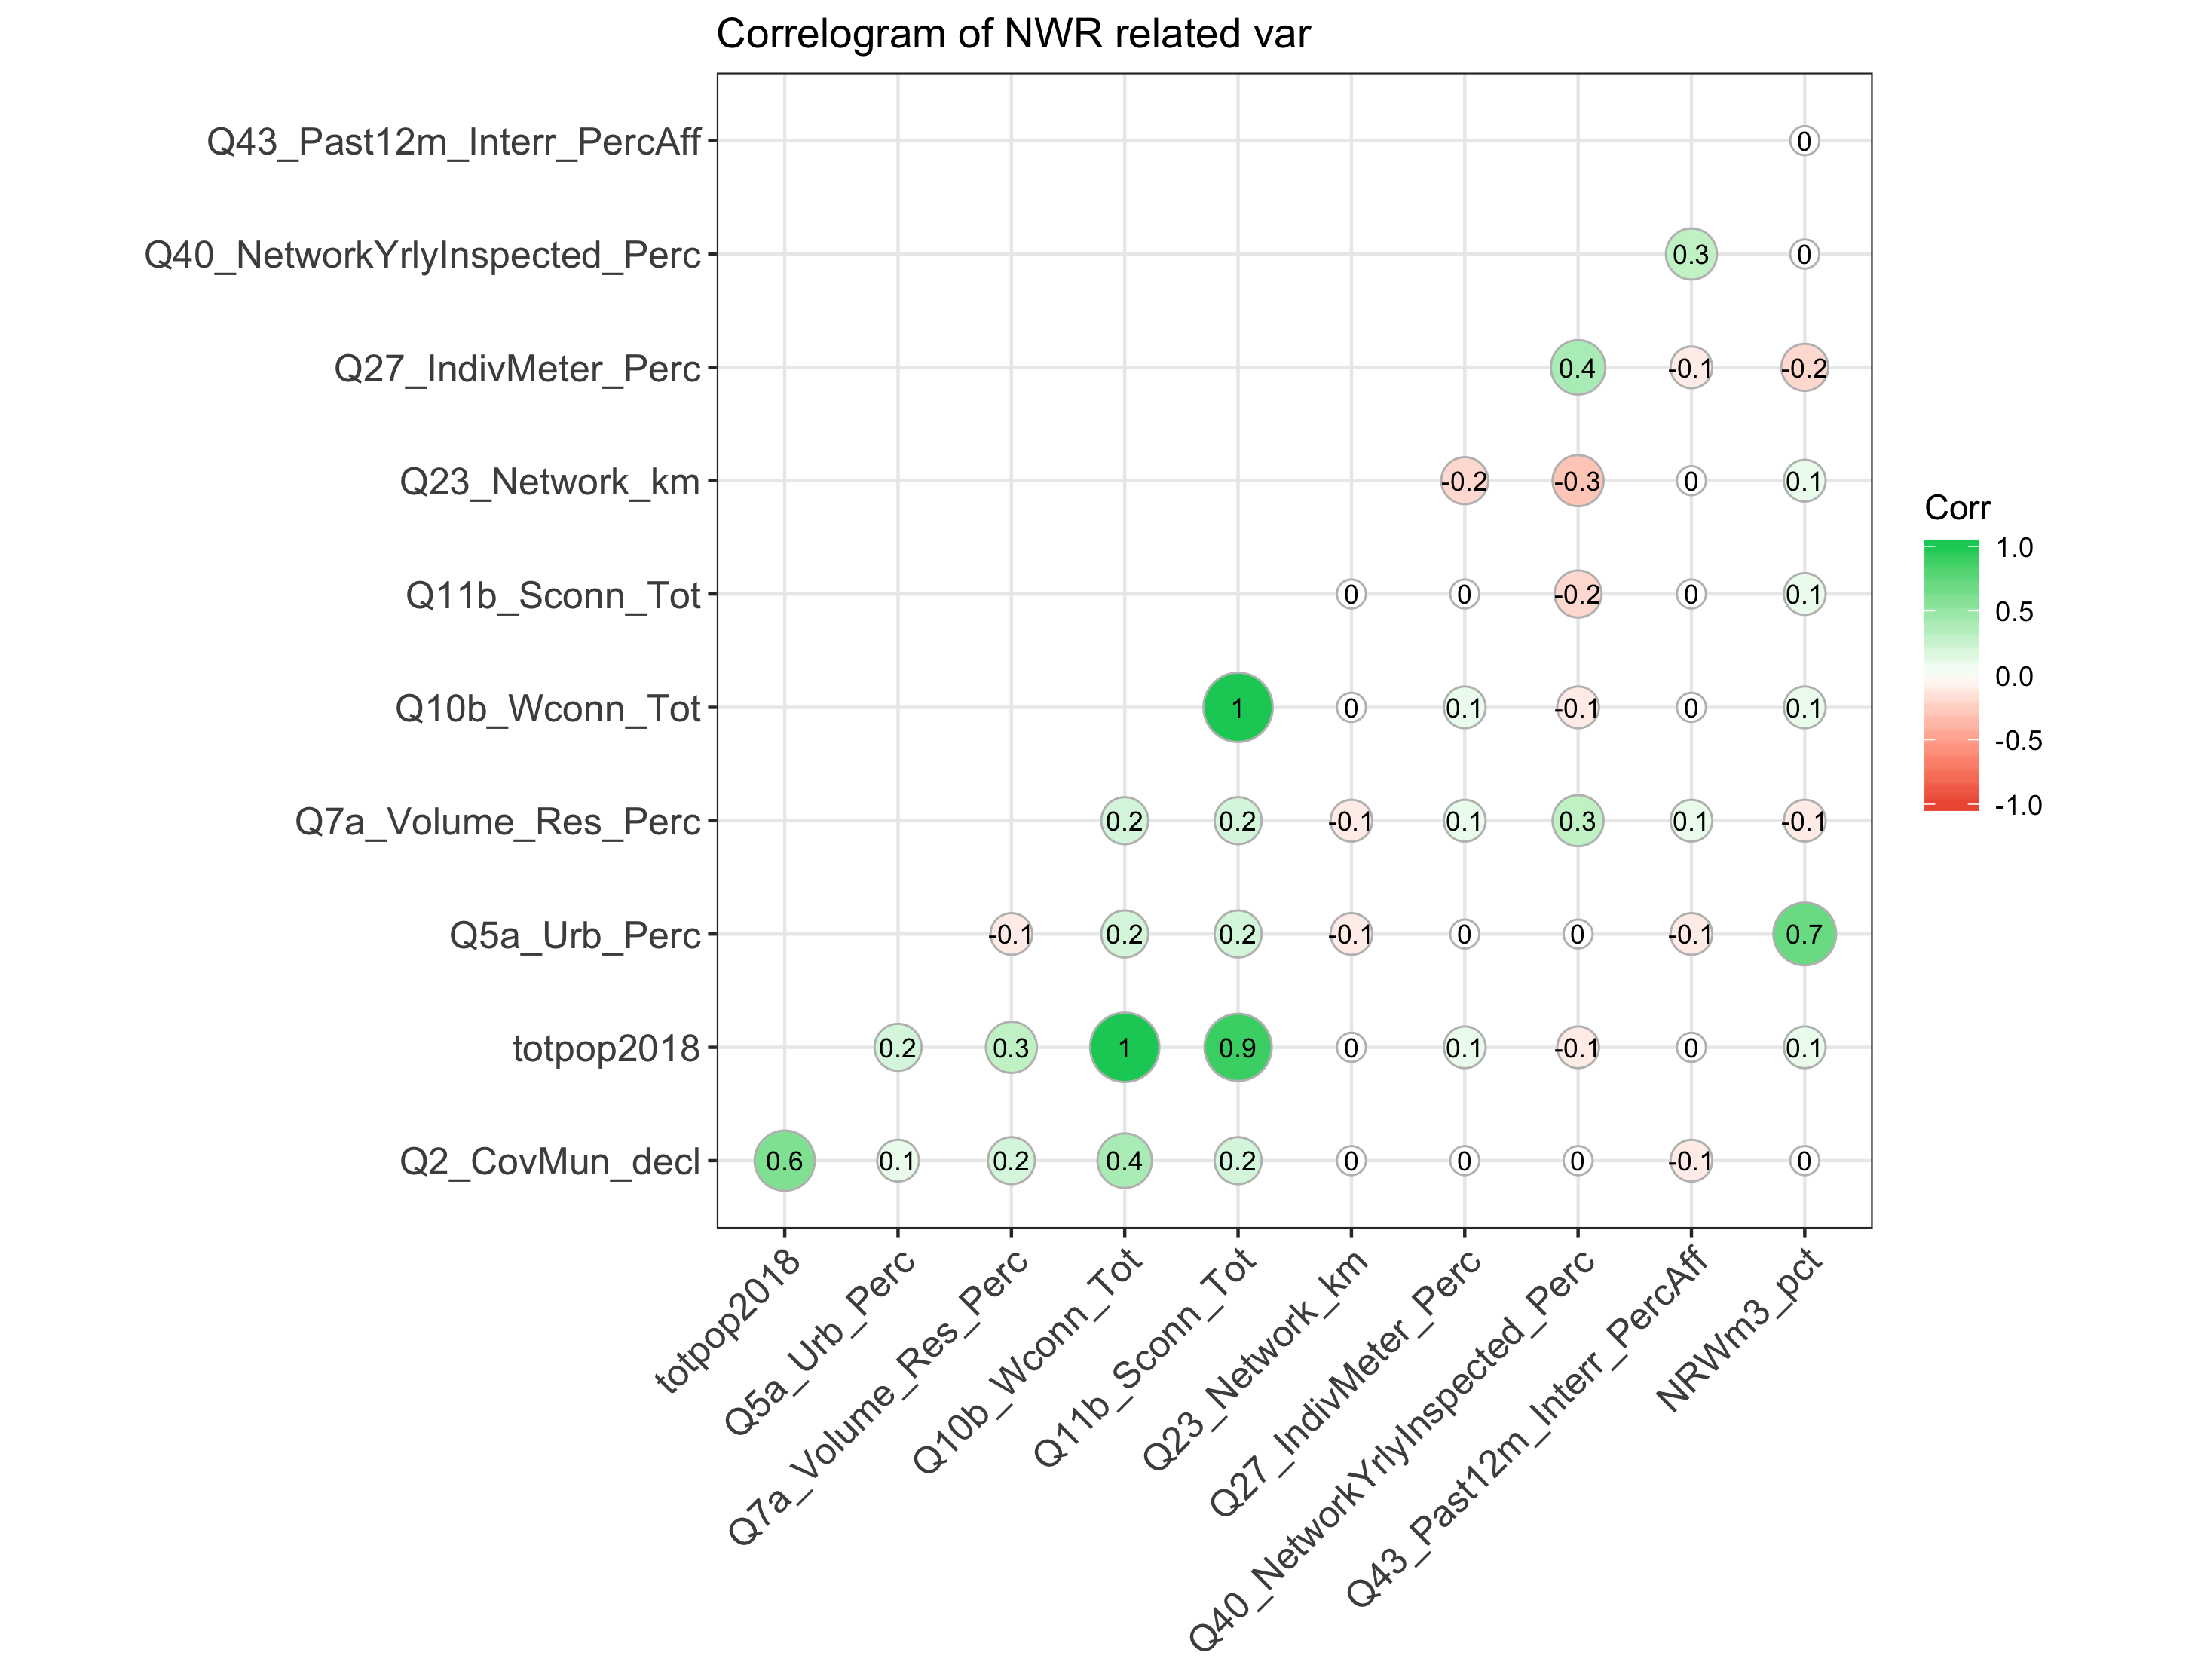 Correlogram of NWR related var
Q43_Past12m_Interr_PercAff 0
Q40_NetworkYrlyInspected_Perc 0.3 0
Q27_IndivMeter_Perc 0.4 -0.1 -0.2
Q23_Network_km -0.2 -0.3 0 0.1
Q11b_Sconn_Tot 0 0 -0.2 0 0.1
Q10b_Wconn_Tot 1 0 0.1 -0.1 0 0.1
Q7a_Volume_Res_Perc 0.2 0.2 -0.1 0.1 0.3 0.1 -0.1
Q5a_Urb_Perc -0.1 0.2 0.2 -0.1 0 0 -0.1 0.7
totpop2018 0.2 0.3 1 0.9 0 0.1 -0.1 0 0.1
Q2_CovMun_decl 0.6 0.1 0.2 0.4 0.2 0 0 0 -0.1 0
totpop2018
Q5a_Urb_Perc
Q7a_Volume_Res_Perc
Q10b_Wconn_Tot
Q11b_Sconn_Tot
Q23_Network_km
Q27_IndivMeter_Perc
Q40_NetworkYrlyInspected_Perc
Q43_Past12m_Interr_PercAff
NRWm3_pct
Corr
1.0
0.5
0.0
-0.5
-1.0